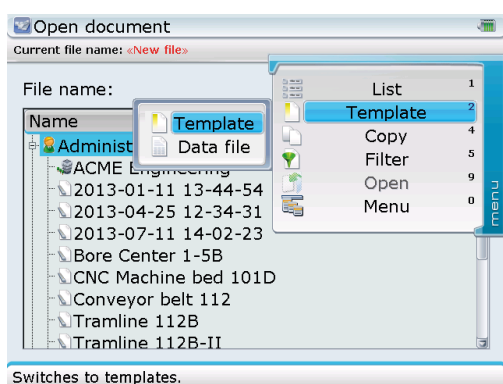 Open document
Current file name: «New file»
File name:
Name
Administ
ACME Engineering
2013-01-11 13-44-54
2013-04-25 12-34-31
2013-07-11 14-02-23
Bore Center 1-5B
CNC Machine bed 101D
Conveyor belt 112
Tramline 112B
Tramline 112B-II
Template
Data file
List 1
Template 2
Copy 4
Filter 5
Open 9
Menu 0
menu
Switches to templates.